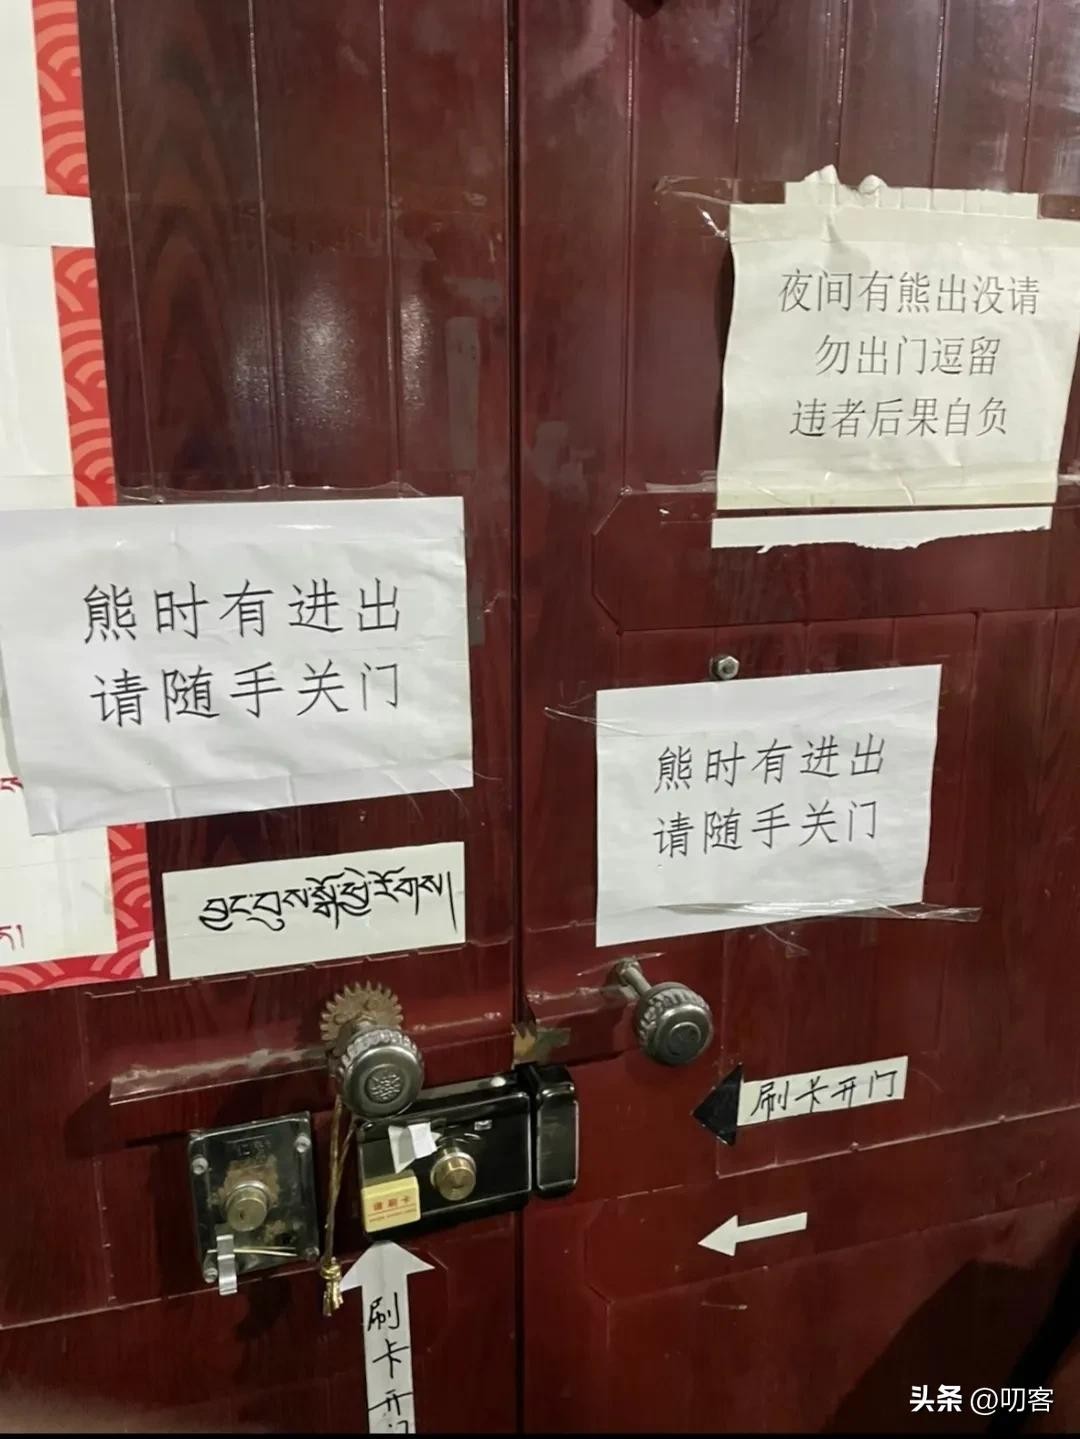 夜间有熊出没请
勿出门逗留
违者后果自负
熊时有进出
请随手关门
熊时有进出
请随手关门
刷卡开门
请刷卡
刷卡开门
头条 @叨客